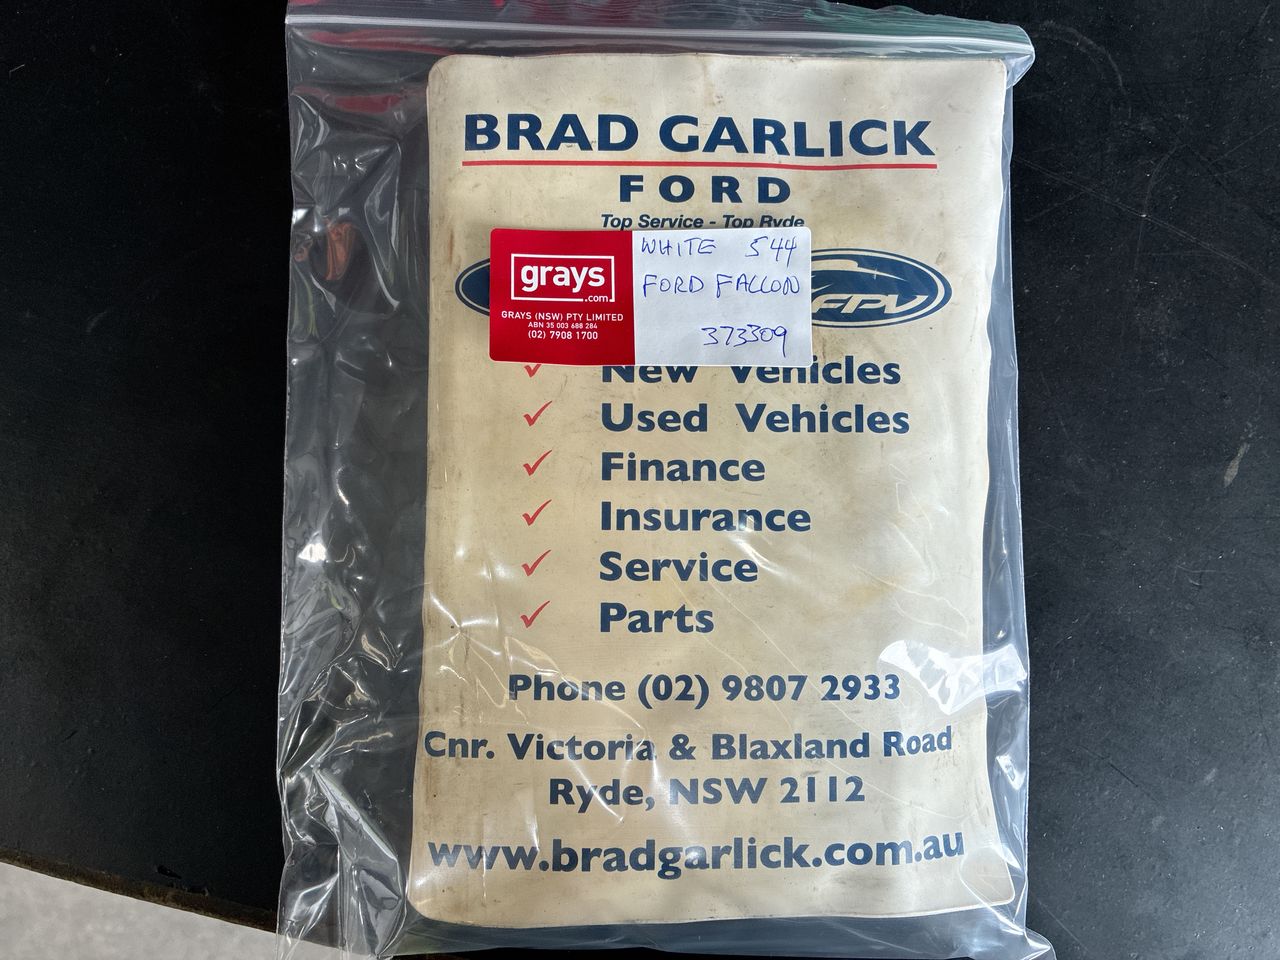 BRAD GARLICK
FORD
Top Service - Top Ryde
grays
.com
GRAYS (NSW) PTY LIMITED
ABN 35 003 688 284
(02) 7908 1700
WHITE 544
FORD FALCON
373309
FPV
✓ New Vehicles
✓ Used Vehicles
✓ Finance
✓ Insurance
✓ Service
✓ Parts
Phone (02) 9807 2933
Cnr. Victoria & Blaxland Road
Ryde, NSW 2112
www.bradgarlick.com.au